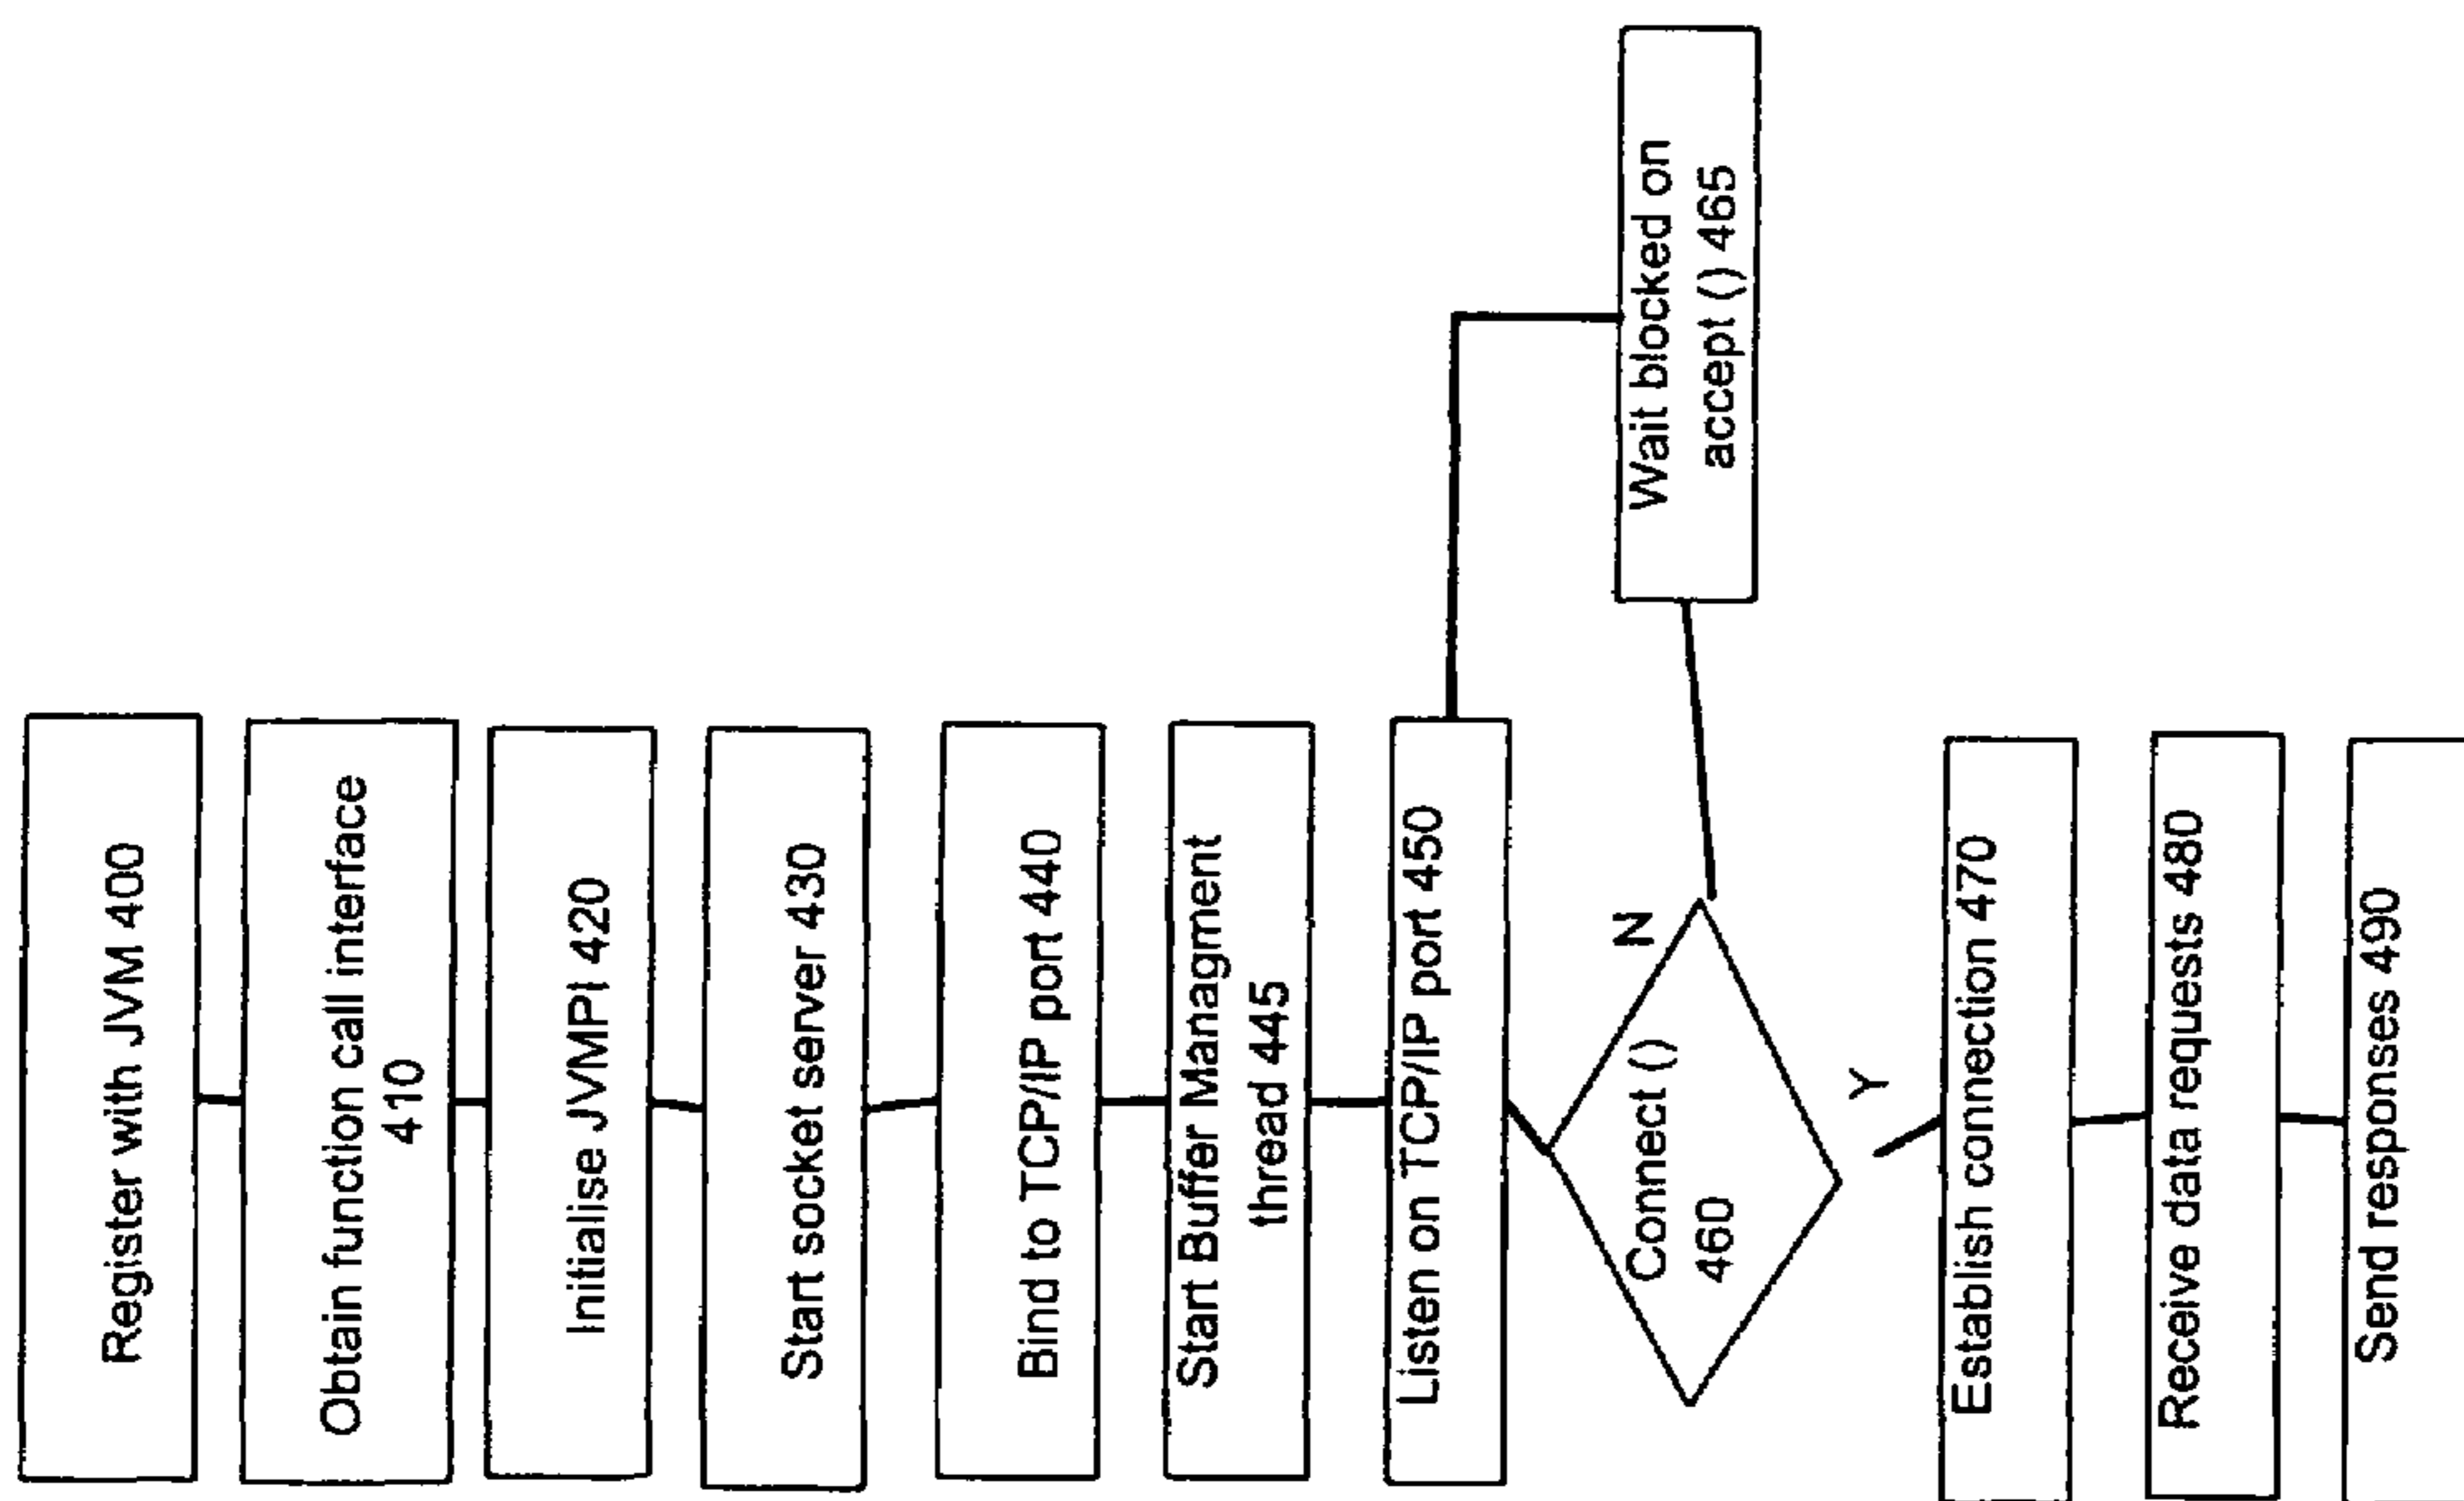 Register with JVM 400
Obtain function call interface
410
Initialise JVMPI 420
Start socket server 430
Bind to TCP/IP port 440
Start Buffer Managment
thread 445
Listen on TCP/IP port 450
Connect ()
460
N
Wait blocked on
accept () 465
Y
Establish connection 470
Receive data requests 480
Send responses 490